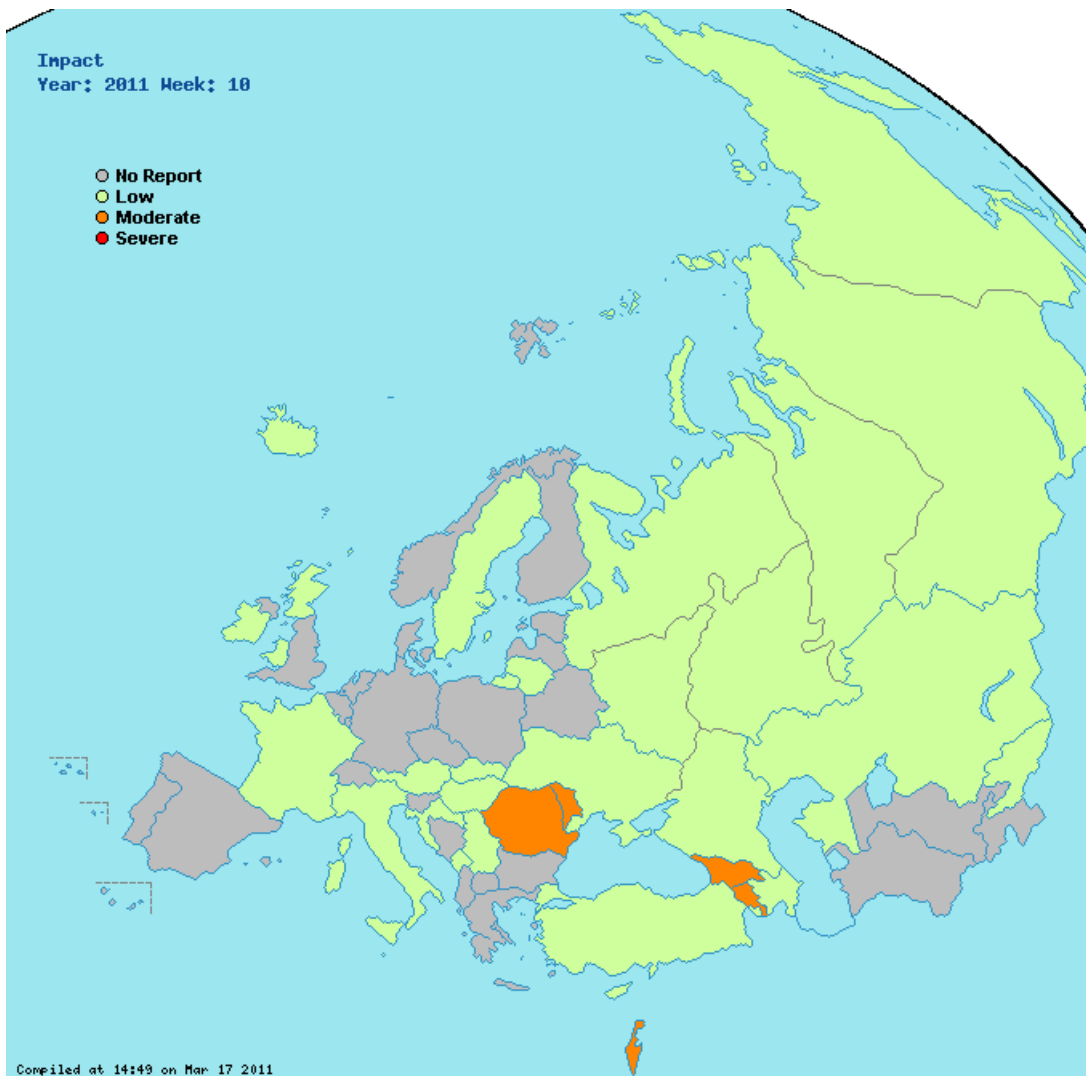 Impact
Year: 2011 Week: 10
No Report
Low
Moderate
Severe
Compiled at 14:49 on Mar 17 2011